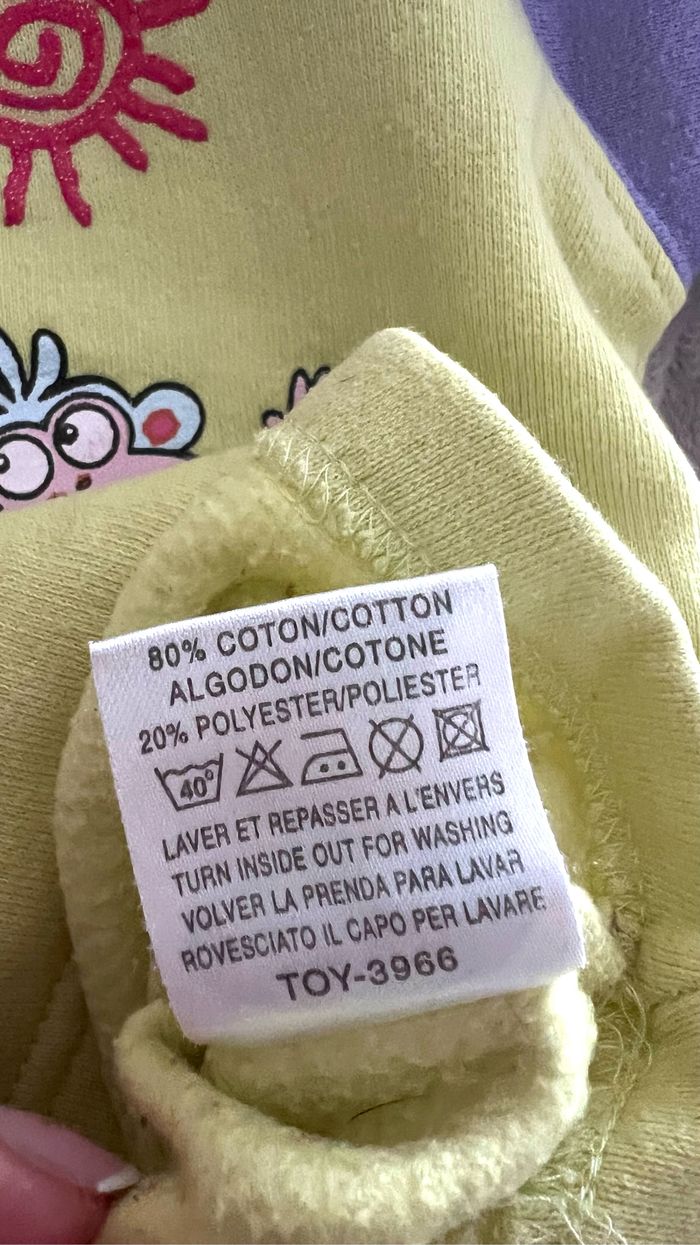 80% COTON/COTTON
ALGODON/COTONE
20% POLYESTER/POLIESTER
40°
LAVER ET REPASSER A L'ENVERS
TURN INSIDE OUT FOR WASHING
VOLVER LA PRENDA PARA LAVAR
ROVESCIATO IL CAPO PER LAVARE
TOY-3966